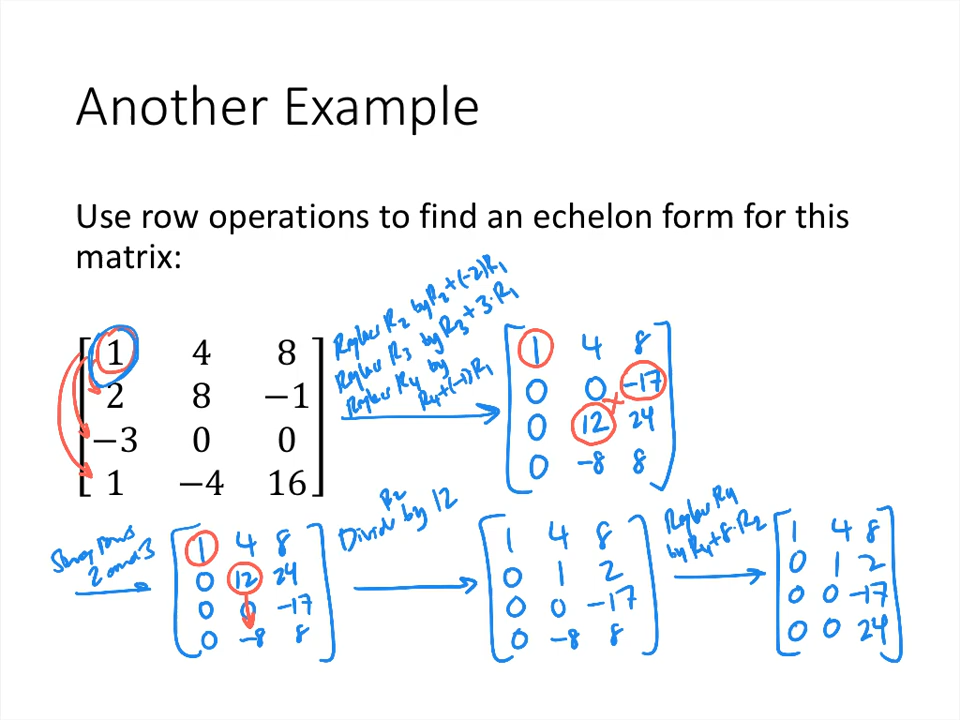 Another Example
Use row operations to find an echelon form for this
matrix:
1 4 8
2 8 −1
−3 0 0
1 −4 16
Replace R2 by R2+(-2)R1
Replace R3 by R3+3·R1
Replace R4 by
R4+(-1)R1
1 4 8
0 0 -17
0 12 24
0 -8 8
Swap rows
2 and 3
1 4 8
0 12 24
0 0 -17
0 -8 8
R2
Divide by 12
1 4 8
0 1 2
0 0 -17
0 -8 8
Replace R4
by R4+8·R2
1 4 8
0 1 2
0 0 -17
0 0 24